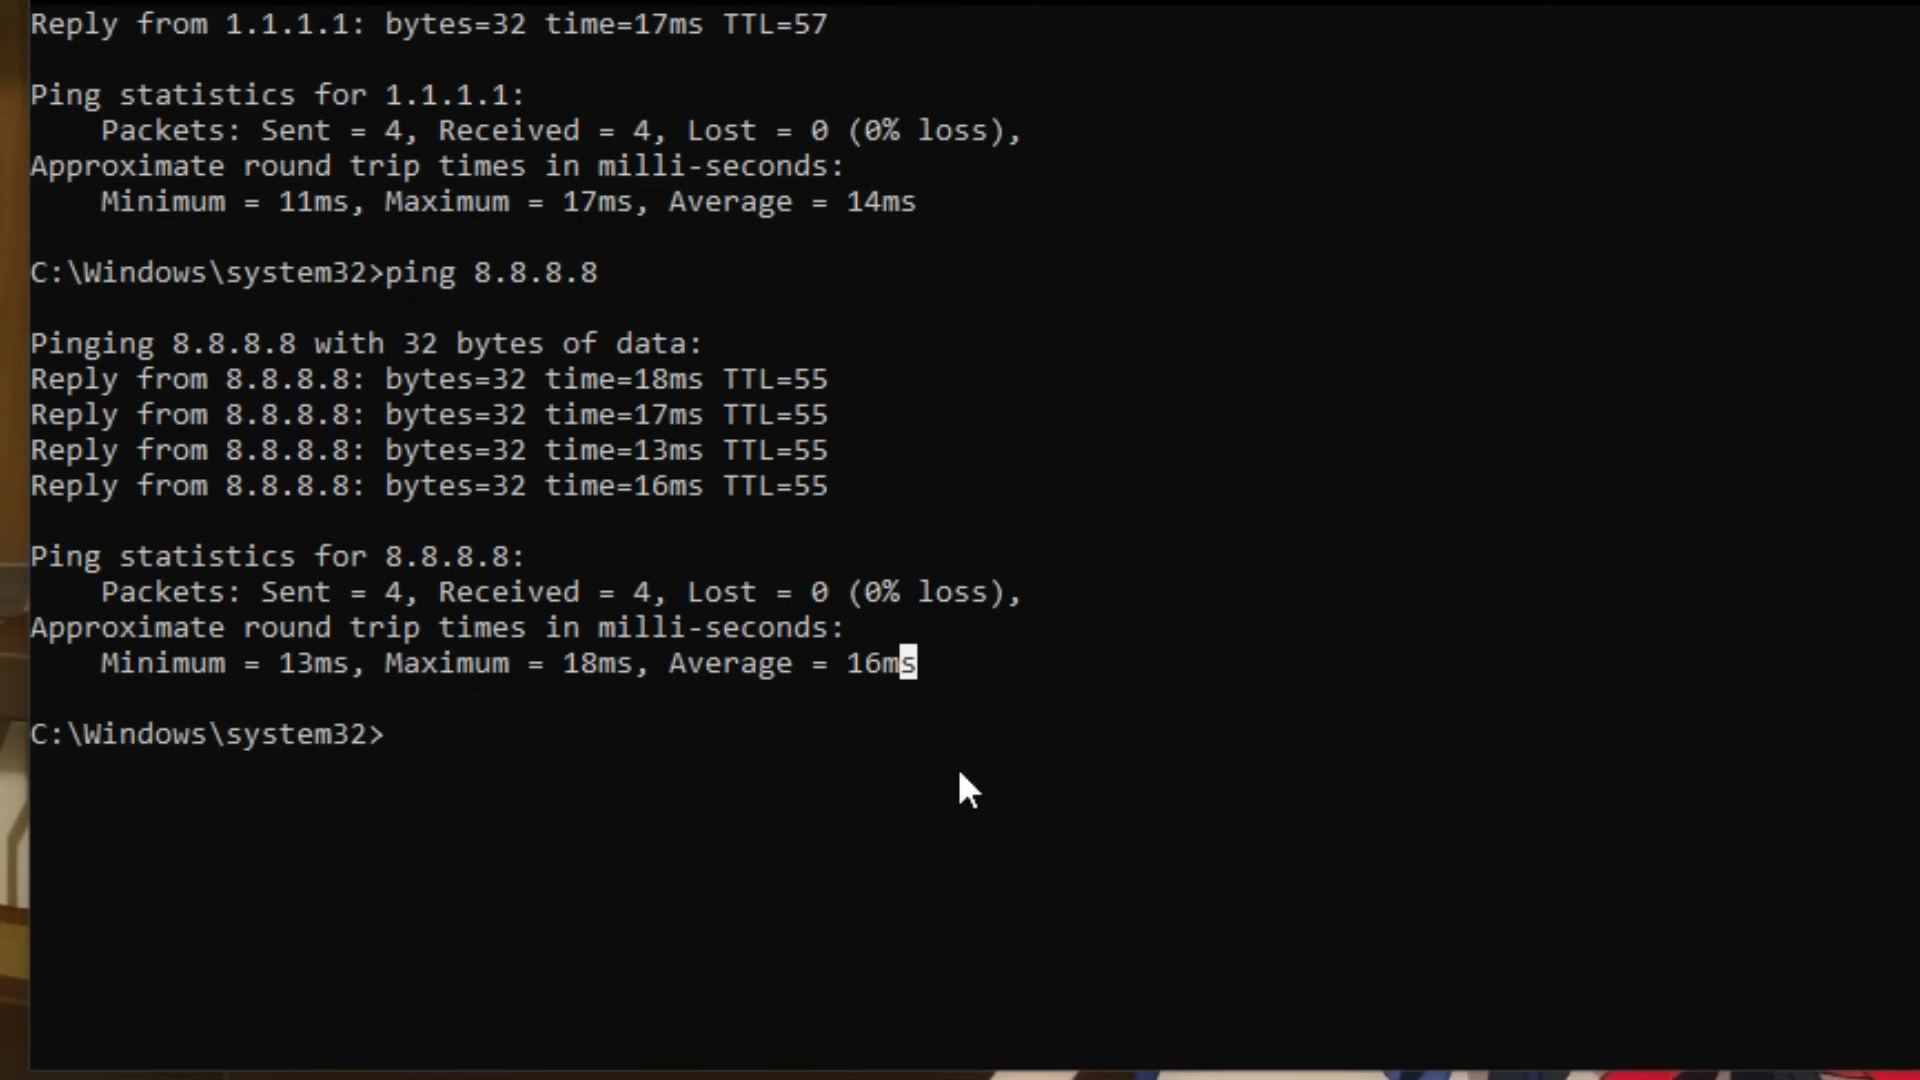 Reply from 1.1.1.1: bytes=32 time=17ms TTL=57
Ping statistics for 1.1.1.1:
    Packets: Sent = 4, Received = 4, Lost = 0 (0% loss),
Approximate round trip times in milli-seconds:
    Minimum = 11ms, Maximum = 17ms, Average = 14ms
C:\Windows\system32>ping 8.8.8.8
Pinging 8.8.8.8 with 32 bytes of data:
Reply from 8.8.8.8: bytes=32 time=18ms TTL=55
Reply from 8.8.8.8: bytes=32 time=17ms TTL=55
Reply from 8.8.8.8: bytes=32 time=13ms TTL=55
Reply from 8.8.8.8: bytes=32 time=16ms TTL=55
Ping statistics for 8.8.8.8:
    Packets: Sent = 4, Received = 4, Lost = 0 (0% loss),
Approximate round trip times in milli-seconds:
    Minimum = 13ms, Maximum = 18ms, Average = 16ms
C:\Windows\system32>